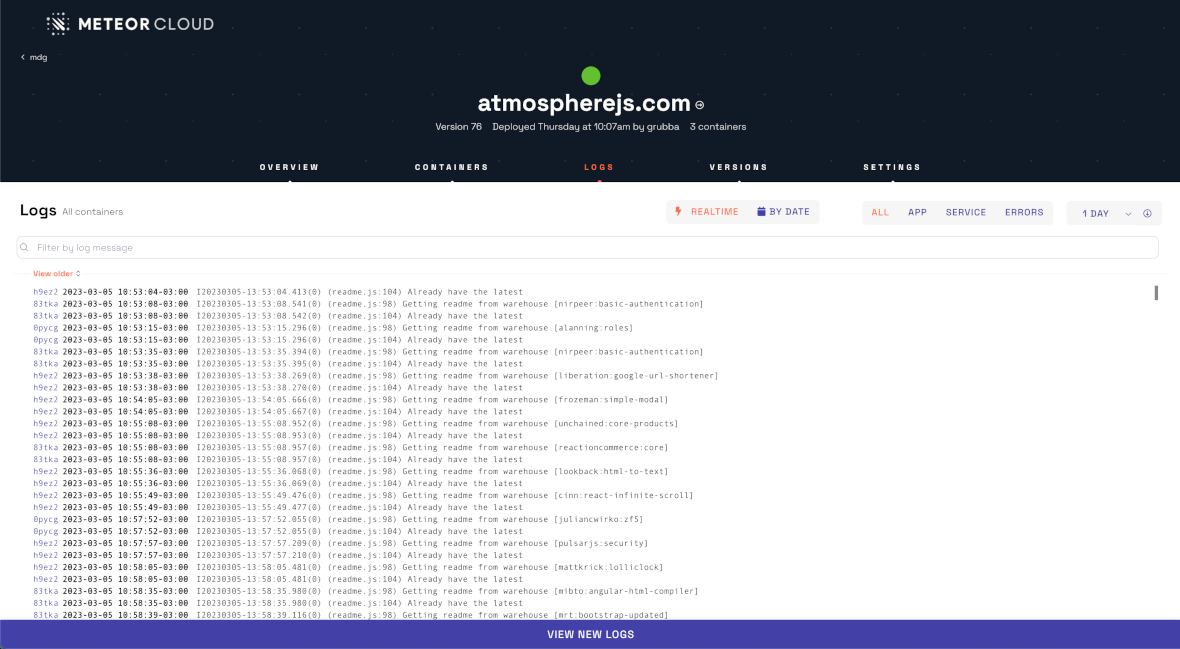 METEOR CLOUD
mdg
atmospherejs.com
Version 76 Deployed Thursday at 10:07am by grubba 3 containers
OVERVIEW CONTAINERS LOGS VERSIONS SETTINGS
Logs All containers REALTIME BY DATE ALL APP SERVICE ERRORS 1 DAY
Filter by log message
View older
h9ez2 2023-03-05 10:53:04-03:00 I20230305-13:53:04.413(0) (readme.js:104) Already have the latest
83tka 2023-03-05 10:53:08-03:00 I20230305-13:53:08.541(0) (readme.js:98) Getting readme from warehouse [nirpeer:basic-authentication]
83tka 2023-03-05 10:53:08-03:00 I20230305-13:53:08.542(0) (readme.js:104) Already have the latest
0pycg 2023-03-05 10:53:15-03:00 I20230305-13:53:15.296(0) (readme.js:98) Getting readme from warehouse [alanning:roles]
0pycg 2023-03-05 10:53:15-03:00 I20230305-13:53:15.296(0) (readme.js:104) Already have the latest
83tka 2023-03-05 10:53:35-03:00 I20230305-13:53:35.394(0) (readme.js:98) Getting readme from warehouse [nirpeer:basic-authentication]
83tka 2023-03-05 10:53:35-03:00 I20230305-13:53:35.395(0) (readme.js:104) Already have the latest
h9ez2 2023-03-05 10:53:38-03:00 I20230305-13:53:38.269(0) (readme.js:98) Getting readme from warehouse [liberation:google-url-shortener]
h9ez2 2023-03-05 10:53:38-03:00 I20230305-13:53:38.270(0) (readme.js:104) Already have the latest
h9ez2 2023-03-05 10:54:05-03:00 I20230305-13:54:05.666(0) (readme.js:98) Getting readme from warehouse [frozeman:simple-modal]
h9ez2 2023-03-05 10:54:05-03:00 I20230305-13:54:05.667(0) (readme.js:104) Already have the latest
h9ez2 2023-03-05 10:55:08-03:00 I20230305-13:55:08.952(0) (readme.js:98) Getting readme from warehouse [unchained:core-products]
h9ez2 2023-03-05 10:55:08-03:00 I20230305-13:55:08.953(0) (readme.js:104) Already have the latest
83tka 2023-03-05 10:55:08-03:00 I20230305-13:55:08.957(0) (readme.js:98) Getting readme from warehouse [reactioncommerce:core]
83tka 2023-03-05 10:55:08-03:00 I20230305-13:55:08.957(0) (readme.js:104) Already have the latest
h9ez2 2023-03-05 10:55:36-03:00 I20230305-13:55:36.068(0) (readme.js:98) Getting readme from warehouse [lookback:html-to-text]
h9ez2 2023-03-05 10:55:36-03:00 I20230305-13:55:36.069(0) (readme.js:104) Already have the latest
h9ez2 2023-03-05 10:55:49-03:00 I20230305-13:55:49.476(0) (readme.js:98) Getting readme from warehouse [cinn:react-infinite-scroll]
h9ez2 2023-03-05 10:55:49-03:00 I20230305-13:55:49.477(0) (readme.js:104) Already have the latest
0pycg 2023-03-05 10:57:52-03:00 I20230305-13:57:52.055(0) (readme.js:98) Getting readme from warehouse [juliancwirko:zf5]
0pycg 2023-03-05 10:57:52-03:00 I20230305-13:57:52.055(0) (readme.js:104) Already have the latest
h9ez2 2023-03-05 10:57:57-03:00 I20230305-13:57:57.209(0) (readme.js:98) Getting readme from warehouse [pulsarjs:security]
h9ez2 2023-03-05 10:57:57-03:00 I20230305-13:57:57.210(0) (readme.js:104) Already have the latest
h9ez2 2023-03-05 10:58:05-03:00 I20230305-13:58:05.481(0) (readme.js:98) Getting readme from warehouse [mattkrick:lolliclock]
h9ez2 2023-03-05 10:58:05-03:00 I20230305-13:58:05.481(0) (readme.js:104) Already have the latest
83tka 2023-03-05 10:58:35-03:00 I20230305-13:58:35.980(0) (readme.js:98) Getting readme from warehouse [mibto:angular-html-compiler]
83tka 2023-03-05 10:58:35-03:00 I20230305-13:58:35.980(0) (readme.js:104) Already have the latest
83tka 2023-03-05 10:58:39-03:00 I20230305-13:58:39.116(0) (readme.js:98) Getting readme from warehouse [mrt:bootstrap-updated]
VIEW NEW LOGS